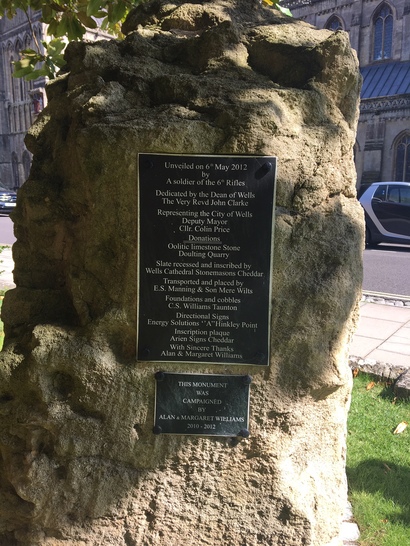 Unveiled on 6th May 2012
by
A soldier of the 6th Rifles
Dedicated by the Dean of Wells
The Very Revd John Clarke
Representing the City of Wells
Deputy Mayor
Cllr. Colin Price
Donations
Oolitic limestone Stone
Doulting Quarry
Slate recessed and inscribed by
Wells Cathedral Stonemasons Cheddar
Transported and placed by
E.S. Manning & Son Mere Wilts
Foundations and cobbles
C.S. Williams Taunton
Directional Signs
Energy Solutions "A" Hinkley Point
Inscription plaque
Arien Signs Cheddar
With Sincere Thanks
Alan & Margaret Williams
THIS MONUMENT
WAS
CAMPAIGNED
BY
ALAN & MARGARET WILLIAMS
2010 - 2012